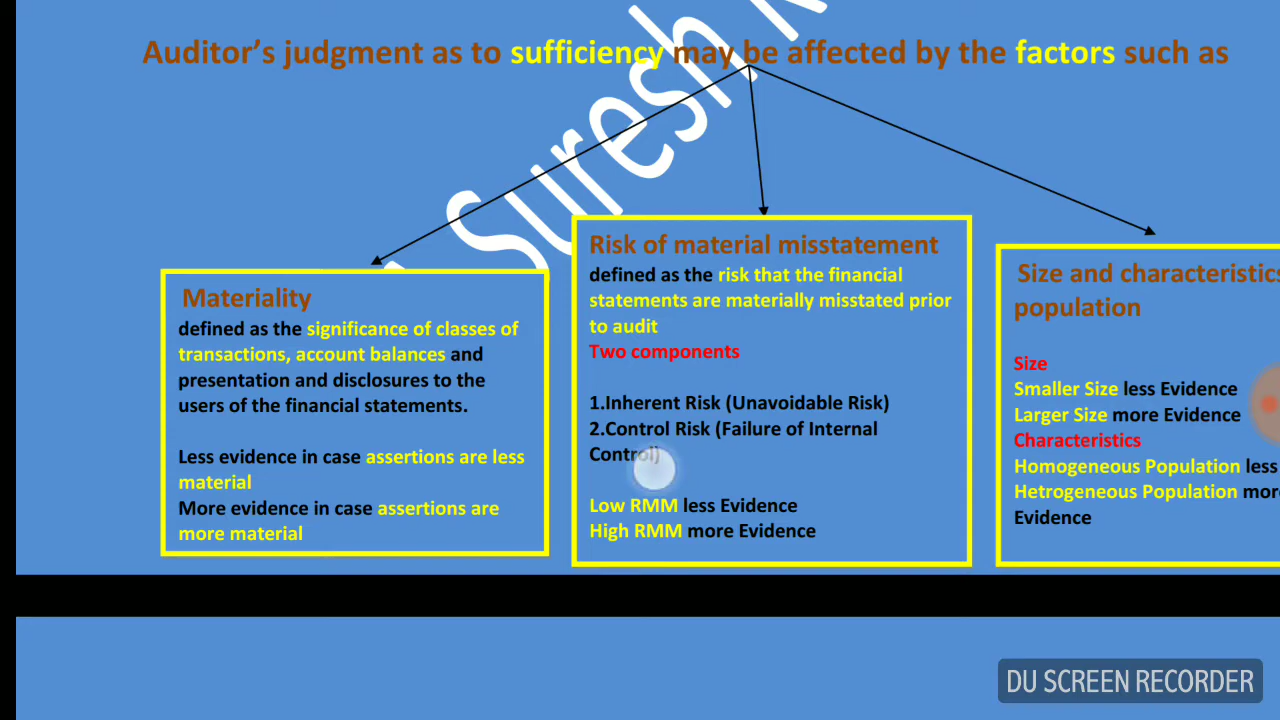 Auditor's judgment as to sufficiency may be affected by the factors such as
Suresh
Materiality
defined as the significance of classes of
transactions, account balances and
presentation and disclosures to the
users of the financial statements.
Less evidence in case assertions are less
material
More evidence in case assertions are
more material
Risk of material misstatement
defined as the risk that the financial
statements are materially misstated prior
to audit
Two components
1.Inherent Risk (Unavoidable Risk)
2.Control Risk (Failure of Internal
Control)
Low RMM less Evidence
High RMM more Evidence
Size and characteristics
population
Size
Smaller Size less Evidence
Larger Size more Evidence
Characteristics
Homogeneous Population less
Hetrogeneous Population more
Evidence
DU SCREEN RECORDER